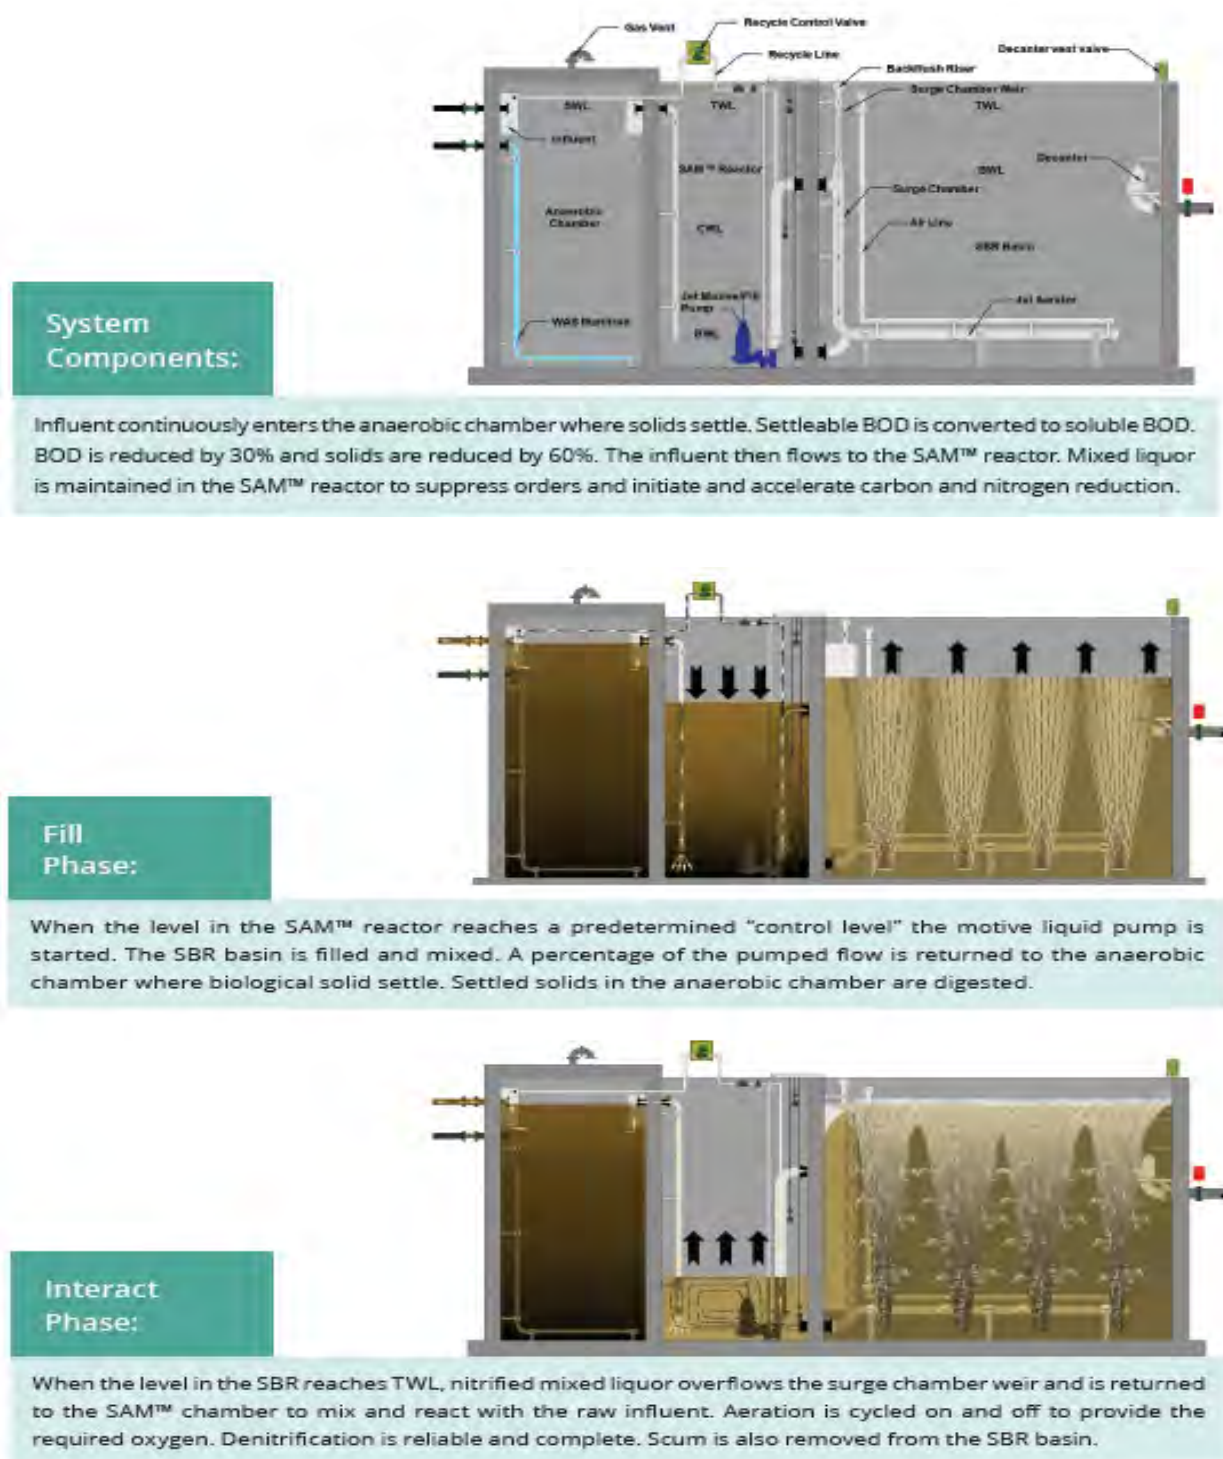 Gas Vent
Recycle Control Valve
Recycle Line
Decanter vent valve
Backflush Riser
Surge Chamber Weir
BWL
TWL
TWL
Influent
SAM™ Reactor
Decanter
BWL
Surge Chamber
Anaerobic
Chamber
CWL
Air Line
SBR Basin
Pump
Jet Aerator
WAS Manifold
BWL
System
Components:
Influent continuously enters the anaerobic chamber where solids settle. Settleable BOD is converted to soluble BOD.
BOD is reduced by 30% and solids are reduced by 60%. The influent then flows to the SAM™ reactor. Mixed liquor
is maintained in the SAM™ reactor to suppress orders and initiate and accelerate carbon and nitrogen reduction.
Fill
Phase:
When the level in the SAM™ reactor reaches a predetermined “control level” the motive liquid pump is
started. The SBR basin is filled and mixed. A percentage of the pumped flow is returned to the anaerobic
chamber where biological solid settle. Settled solids in the anaerobic chamber are digested.
Interact
Phase:
When the level in the SBR reaches TWL, nitrified mixed liquor overflows the surge chamber weir and is returned
to the SAM™ chamber to mix and react with the raw influent. Aeration is cycled on and off to provide the
required oxygen. Denitrification is reliable and complete. Scum is also removed from the SBR basin.